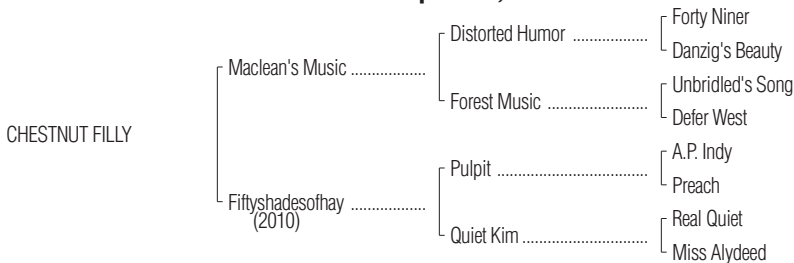 Forty Niner
Distorted Humor ..................
Danzig's Beauty
Maclean's Music ..................
Unbridled's Song
Forest Music ........................
Defer West
CHESTNUT FILLY
A.P. Indy
Pulpit ....................................
Preach
Fiftyshadesofhay ..................
(2010)
Real Quiet
Quiet Kim ..............................
Miss Alydeed